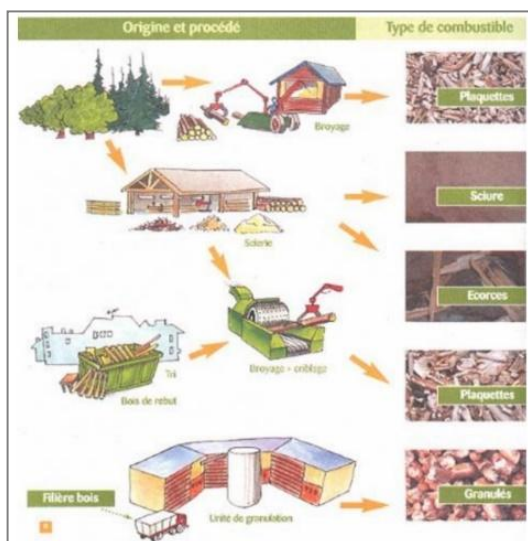 Origine et procédé
Type de combustible
Broyage
Plaquettes
Scierie
Sciure
Ecorces
Tri
Bois de rebut
Broyage + criblage
Plaquettes
Filière bois
Unité de granulation
Granulés